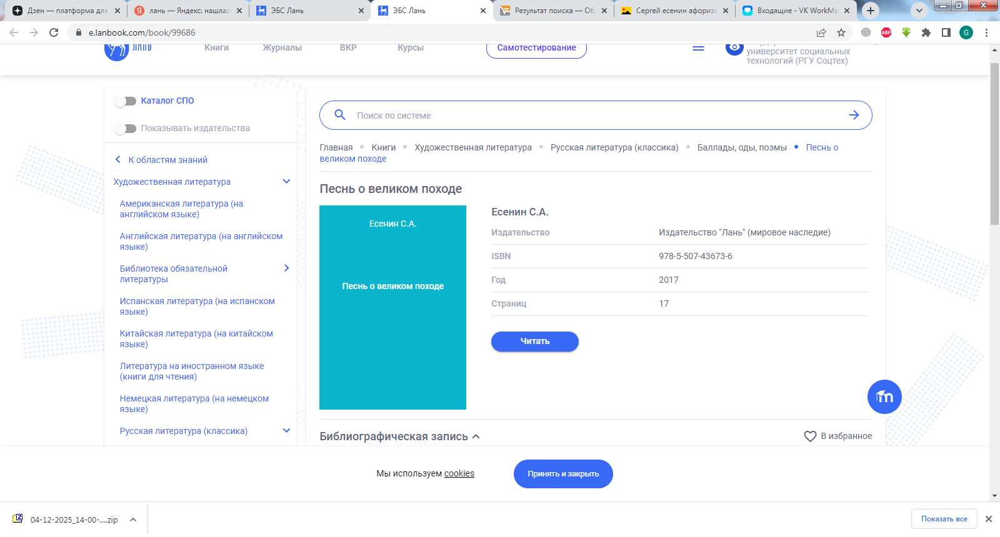 Дзен — платформа для
лань — Яндекс: нашлас
ЭБС Лань
ЭБС Лань
Результат поиска — Об
Сергей есенин афориз
Входящие - VK WorkMa
e.lanbook.com/book/99686
ABP
G
Книги
Журналы
ВКР
Курсы
Самотестирование
университет социальных
технологий (РГУ Соцтех)
Каталог СПО
Показывать издательства
К областям знаний
Художественная литература
Американская литература (на
английском языке)
Английская литература (на английском
языке)
Библиотека обязательной
литературы
Испанская литература (на испанском
языке)
Китайская литература (на китайском
языке)
Литература на иностранном языке
(книги для чтения)
Немецкая литература (на немецком
языке)
Русская литература (классика)
Поиск по системе
Главная • Книги • Художественная литература • Русская литература (классика) • Баллады, оды, поэмы • Песнь о
великом походе
Песнь о великом походе
Есенин С.А.
Песнь о великом походе
Есенин С.А.
Издательство Издательство "Лань" (мировое наследие)
ISBN 978-5-507-43673-6
Год 2017
Страниц 17
Читать
Библиографическая запись
В избранное
Мы используем cookies
Принять и закрыть
04-12-2025_14-00-....zip
Показать все